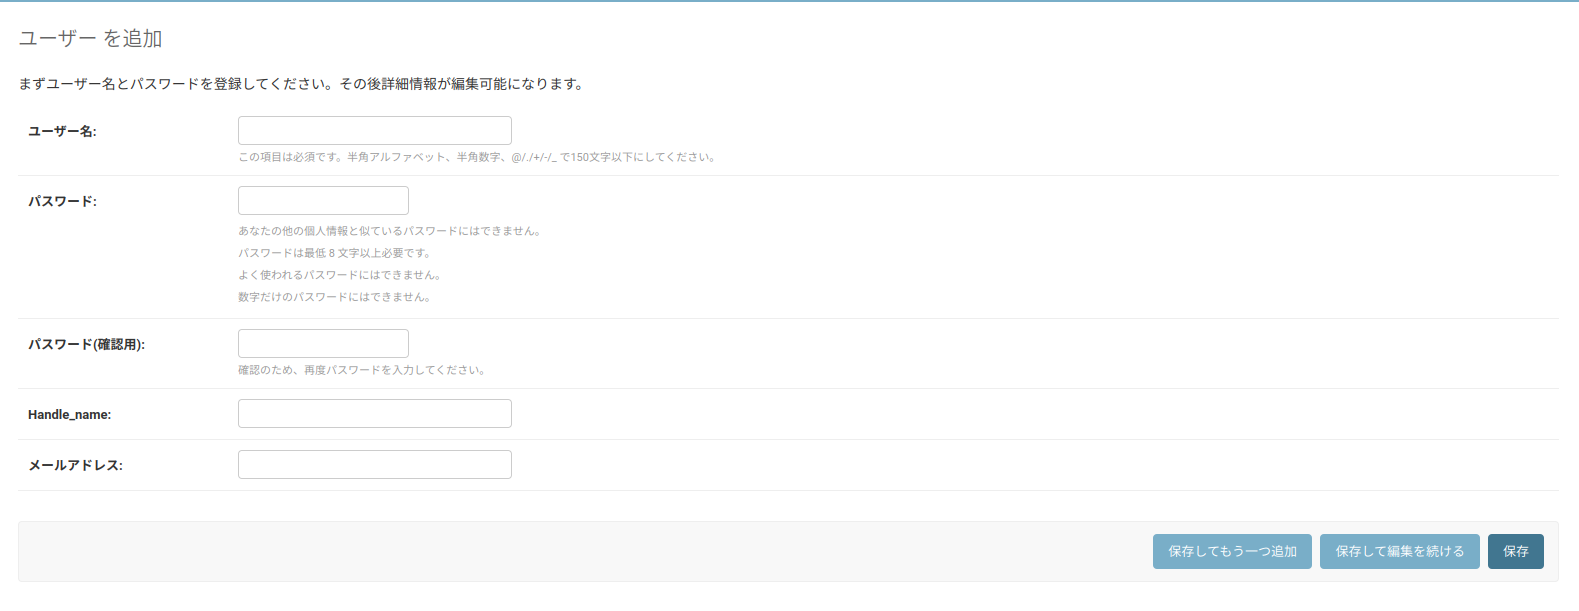 ユーザー を追加
まずユーザー名とパスワードを登録してください。その後詳細情報が編集可能になります。
ユーザー名:
この項目は必須です。半角アルファベット、半角数字、@/./+/-/_ で150文字以下にしてください。
パスワード:
あなたの他の個人情報と似ているパスワードにはできません。
パスワードは最低 8 文字以上必要です。
よく使われるパスワードにはできません。
数字だけのパスワードにはできません。
パスワード(確認用):
確認のため、再度パスワードを入力してください。
Handle_name:
メールアドレス:
保存してもう一つ追加 保存して編集を続ける 保存